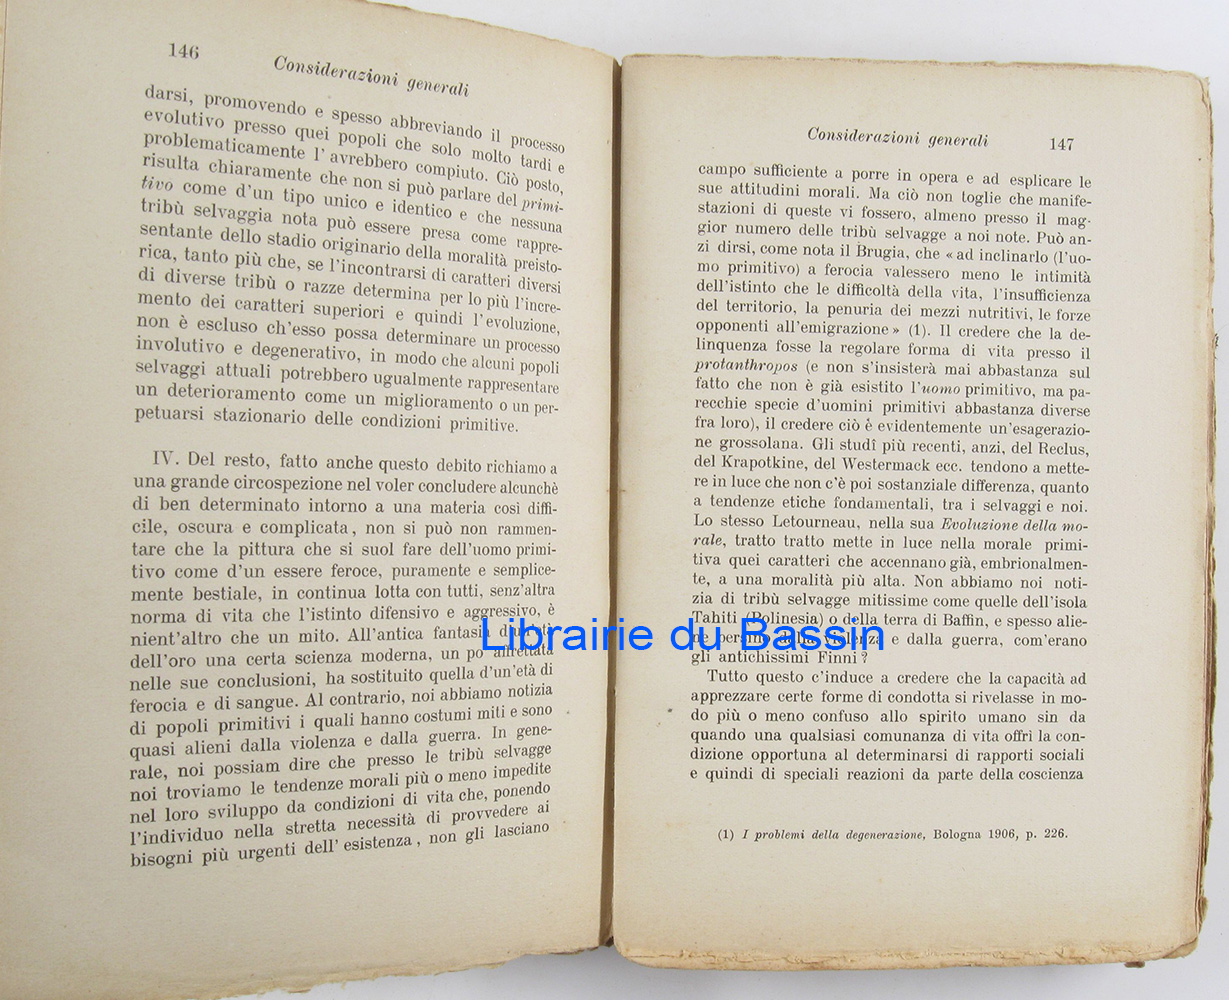 146
Considerazioni generali
darsi, promovendo e spesso abbreviando il processo
evolutivo presso quei popoli che solo molto tardi e
problematicamente l' avrebbero compiuto. Ciò posto,
risulta chiaramente che non si può parlare del primi-
tivo come d'un tipo unico e identico e che nessuna
tribù selvaggia nota può essere presa come rappre-
sentante dello stadio originario della moralità preisto-
rica, tanto più che, se l'incontrarsi di caratteri diversi
di diverse tribù o razze determina per lo più l'incre-
mento dei caratteri superiori e quindi l'evoluzione,
non è escluso ch'esso possa determinare un processo
involutivo e degenerativo, in modo che alcuni popoli
selvaggi attuali potrebbero ugualmente rappresentare
un deterioramento come un miglioramento o un per-
petuarsi stazionario delle condizioni primitive.
IV. Del resto, fatto anche questo debito richiamo a
una grande circospezione nel voler concludere alcunchè
di ben determinato intorno a una materia così diffi-
cile, oscura e complicata, non si può non rammen-
tare che la pittura che si suol fare dell'uomo primi-
tivo come d'un essere feroce, puramente e semplice-
mente bestiale, in continua lotta con tutti, senz'altra
norma di vita che l'istinto difensivo e aggressivo, è
nient'altro che un mito. All'antica fantasia d'un'età
dell'oro una certa scienza moderna, un po' affrettata
nelle sue conclusioni, ha sostituito quella d'un'età di
ferocia e di sangue. Al contrario, noi abbiamo notizia
di popoli primitivi i quali hanno costumi miti e sono
quasi alieni dalla violenza e dalla guerra. In gene-
rale, noi possiam dire che presso le tribù selvagge
noi troviamo le tendenze morali più o meno impedite
nel loro sviluppo da condizioni di vita che, ponendo
l'individuo nella stretta necessità di provvedere ai
bisogni più urgenti dell' esistenza, non gli lasciano
Considerazioni generali
147
campo sufficiente a porre in opera e ad esplicare le
sue attitudini morali. Ma ciò non toglie che manife-
stazioni di queste vi fossero, almeno presso il mag-
gior numero delle tribù selvagge a noi note. Può an-
zi dirsi, come nota il Brugia, che « ad inclinarlo (l'uo-
mo primitivo) a ferocia valessero meno le intimità
dell'istinto che le difficoltà della vita, l'insufficienza
del territorio, la penuria dei mezzi nutritivi, le forze
opponenti all'emigrazione » (1). Il credere che la de-
linquenza fosse la regolare forma di vita presso il
protanthropos (e non s'insisterà mai abbastanza sul
fatto che non è già esistito l'uomo primitivo, ma pa-
recchie specie d'uomini primitivi abbastanza diverse
fra loro), il credere ciò è evidentemente un'esagerazio-
ne grossolana. Gli studî più recenti, anzi, del Reclus,
del Krapotkine, del Westermack ecc. tendono a mette-
re in luce che non c'è poi sostanziale differenza, quanto
a tendenze etiche fondamentali, tra i selvaggi e noi.
Lo stesso Letourneau, nella sua Evoluzione della mo-
rale, tratto tratto mette in luce nella morale primi-
tiva quei caratteri che accennano già, embrionalmen-
te, a una moralità più alta. Non abbiamo noi noti-
zia di tribù selvagge mitissime come quelle dell'isola
Tahiti (Polinesia) o della terra di Baffin, e spesso alie-
ne persino dalla violenza e dalla guerra, com'erano
gli antichissimi Finni?
Tutto questo c'induce a credere che la capacità ad
apprezzare certe forme di condotta si rivelasse in mo-
do più o meno confuso allo spirito umano sin da
quando una qualsiasi comunanza di vita offrì la con-
dizione opportuna al determinarsi di rapporti sociali
e quindi di speciali reazioni da parte della coscienza
(1) I problemi della degenerazione, Bologna 1906, p. 226.
Librairie du Bassin